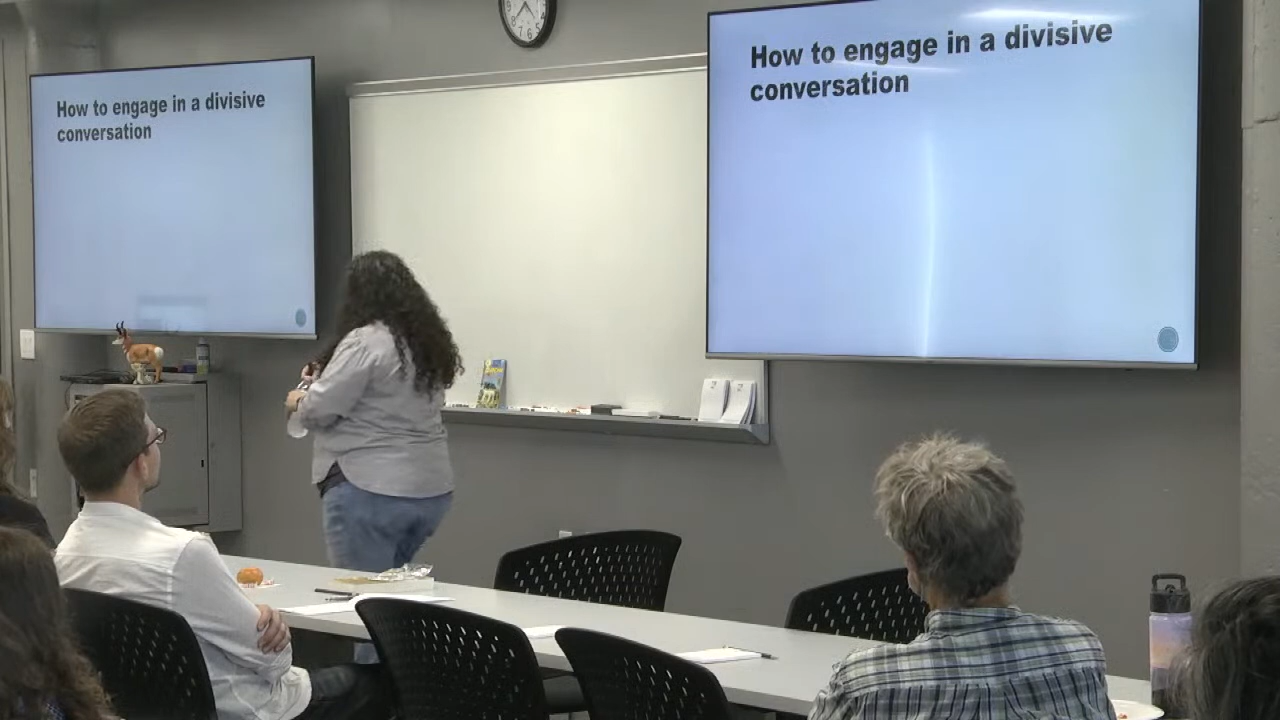 How to engage in a divisive
conversation
How to engage in a divisive
conversation